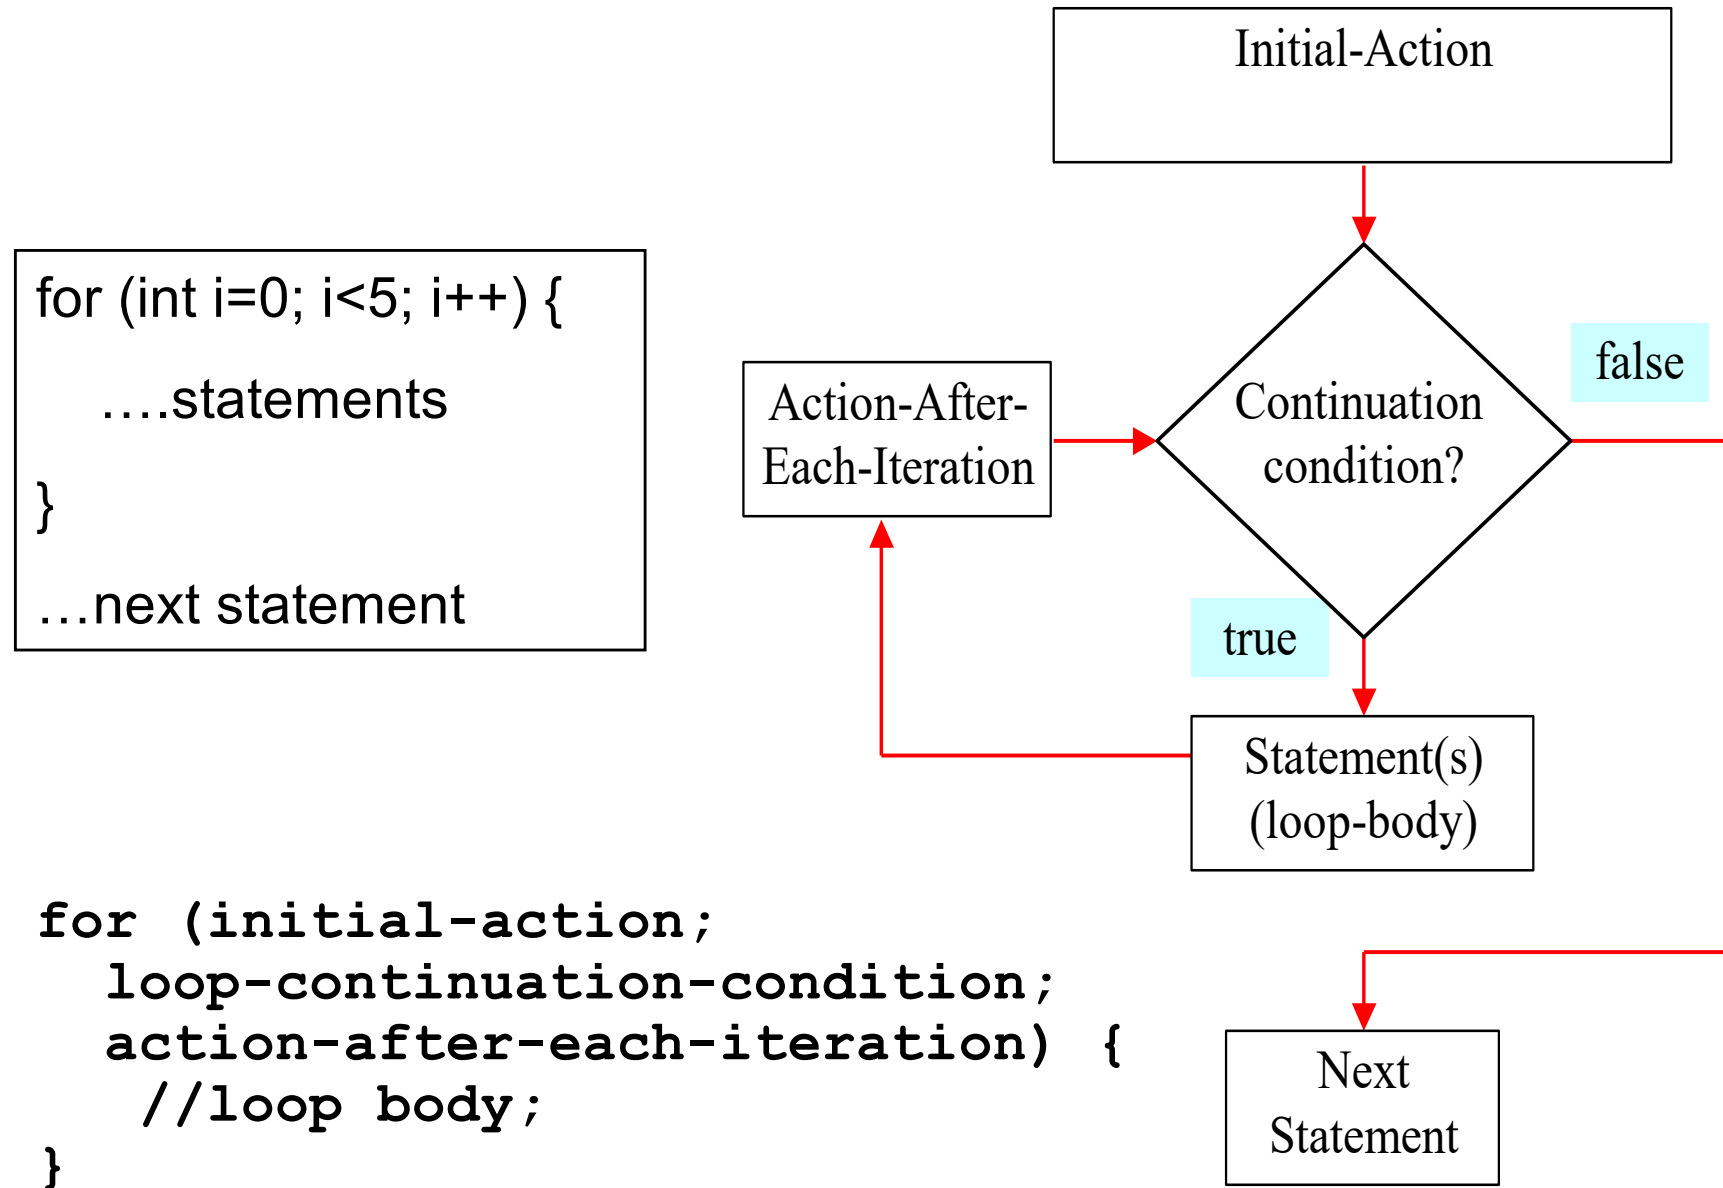 for (int i=0; i<5; i++) {
….statements
}
…next statement
for (initial-action;
loop-continuation-condition;
action-after-each-iteration) {
//loop body;
}
Initial-Action
Continuation
condition?
false
Action-After-
Each-Iteration
true
Statement(s)
(loop-body)
Next
Statement